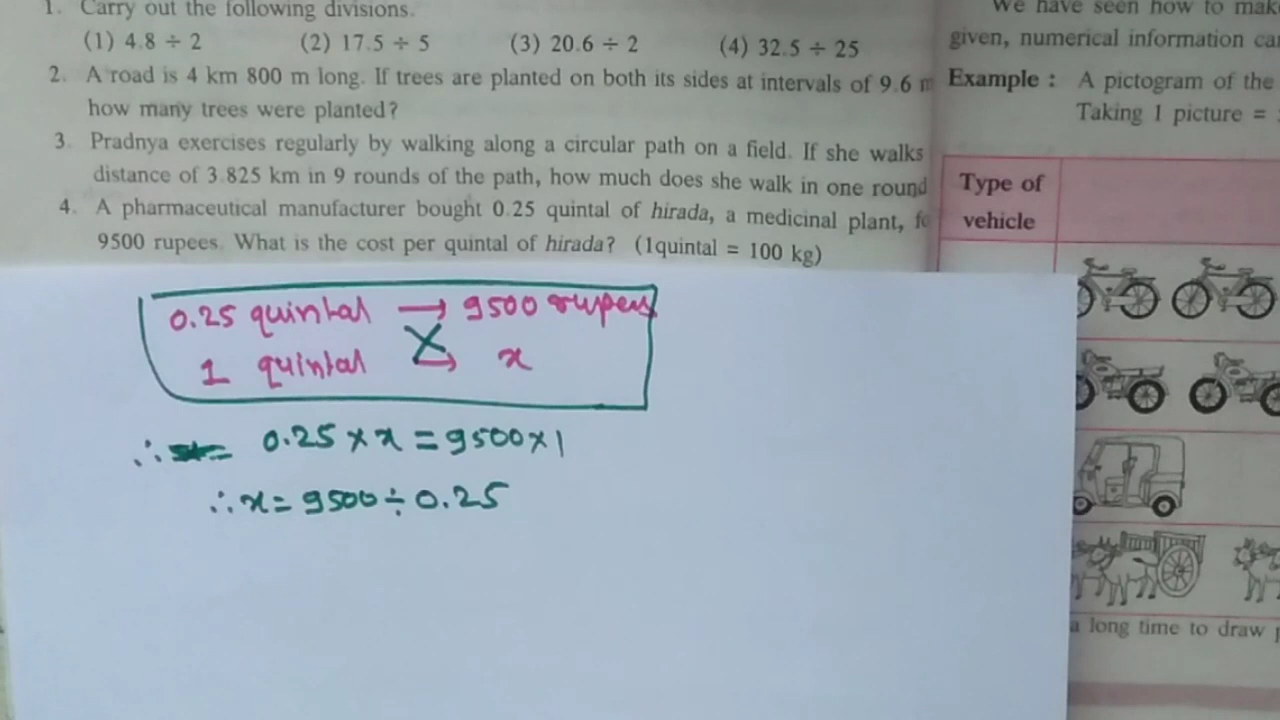 1. Carry out the following divisions.
(1) 4.8 ÷ 2 (2) 17.5 ÷ 5 (3) 20.6 ÷ 2 (4) 32.5 ÷ 25
2. A road is 4 km 800 m long. If trees are planted on both its sides at intervals of 9.6 m
how many trees were planted?
3. Pradnya exercises regularly by walking along a circular path on a field. If she walks
distance of 3.825 km in 9 rounds of the path, how much does she walk in one round
4. A pharmaceutical manufacturer bought 0.25 quintal of hirada, a medicinal plant,
9500 rupees. What is the cost per quintal of hirada? (1quintal = 100 kg)
0.25 quintal → 9500 rupees
1 quintal → x
∴ 0.25 × x = 9500 × 1
∴ x = 9500 ÷ 0.25
We have seen how to
given, numerical information
Example : A pictogram of the
Taking 1 picture =
Type of
vehicle
a long time to draw